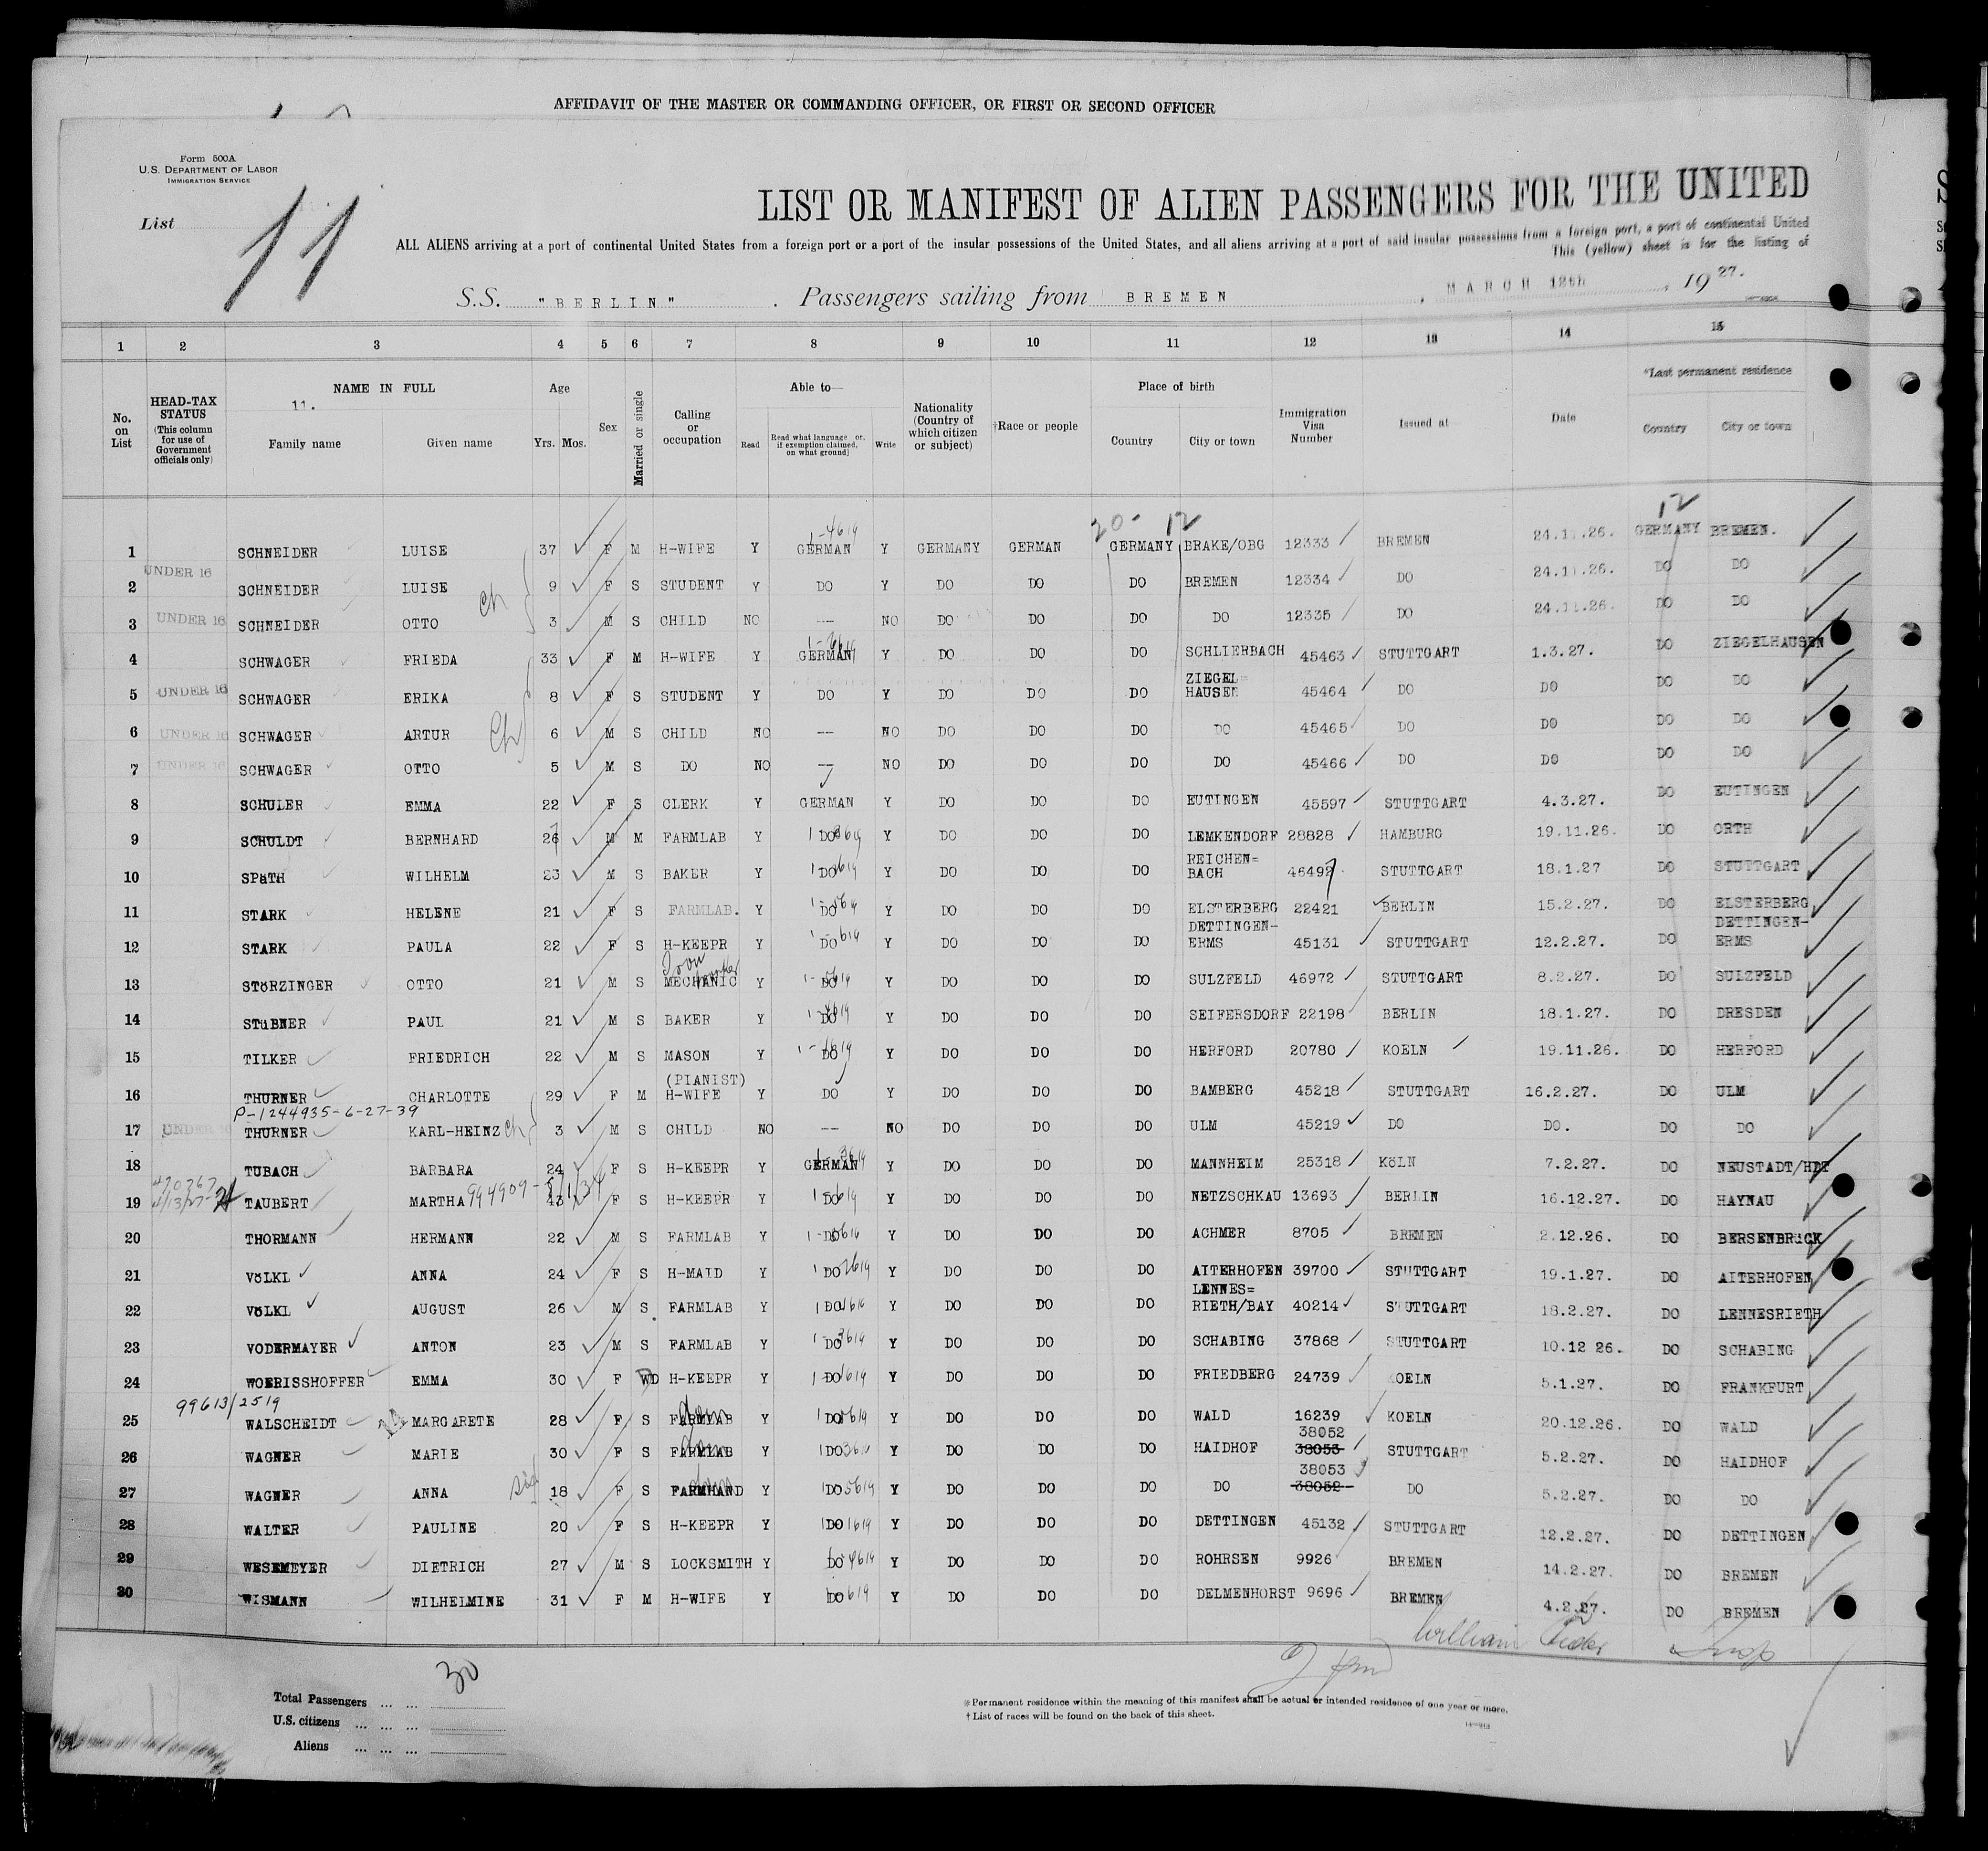 AFFIDAVIT OF THE MASTER OR COMMANDING OFFICER, OR FIRST OR SECOND OFFICER
Form 500A
U.S. DEPARTMENT OF LABOR
IMMIGRATION SERVICE
List 11
LIST OR MANIFEST OF ALIEN PASSENGERS FOR THE UNITED
ALL ALIENS arriving at a port of continental United States from a foreign port or a port of the insular possessions of the United States, and all aliens arriving at a port of said insular possessions from a foreign port, a port of continental United
This (yellow) sheet is for the listing of
S.S. "BERLIN" . Passengers sailing from BREMEN , MARCH 12th , 19 27.
1 2 3 4 5 6 7 8 9 10 11 12 13 14 15
No. on List
HEAD-TAX STATUS (This column for use of Government officials only)
NAME IN FULL
11.
Family name Given name
Age
Yrs. Mos.
Sex
Married or single
Calling or occupation
Able to—
Read Read what language or, if exemption claimed, on what ground) Write
Nationality (Country of which citizen or subject)
†Race or people
Place of birth
Country City or town
Immigration Visa Number
Issued at
Date
*Last permanent residence
Country City or town
20- 12 12
1 SCHNEIDER LUISE 37 F M H-WIFE Y GERMAN Y GERMANY GERMAN GERMANY BRAKE/OBG 12333 BREMEN 24.11.26. GERMANY BREMEN.
2 UNDER 16 SCHNEIDER LUISE ch 9 F S STUDENT Y DO Y DO DO DO BREMEN 12334 DO 24.11.26. DO DO
3 UNDER 16 SCHNEIDER OTTO 3 M S CHILD NO -- NO DO DO DO DO 12335 DO 24.11.26. DO DO
4 SCHWAGER FRIEDA 33 F M H-WIFE Y GERMAN Y DO DO DO SCHLIERBACH 45463 STUTTGART 1.3.27. DO ZIEGELHAUSEN
5 UNDER 16 SCHWAGER ERIKA 8 F S STUDENT Y DO Y DO DO DO ZIEGEL=HAUSEN 45464 DO DO DO DO
6 UNDER 16 SCHWAGER ARTUR ch 6 M S CHILD NO -- NO DO DO DO DO 45465 DO DO DO DO
7 UNDER 16 SCHWAGER OTTO 5 M S DO NO -- NO DO DO DO DO 45466 DO DO DO DO
8 SCHULER EMMA 22 F S CLERK Y GERMAN Y DO DO DO EUTINGEN 45597 STUTTGART 4.3.27. DO EUTINGEN
9 SCHULDT BERNHARD 26 M M FARMLAB Y DO Y DO DO DO LEMKENDORF 28828 HAMBURG 19.11.26. DO ORTH
10 SPäTH WILHELM 23 M S BAKER Y DO Y DO DO DO REICHEN=BACH 46497 STUTTGART 18.1.27 DO STUTTGART
11 STARK HELENE 21 F S FARMLAB. Y DO Y DO DO DO ELSTERBERG 22421 BERLIN 15.2.27. DO ELSTERBERG
12 STARK PAULA 22 F S H-KEEPR Y DO Y DO DO DO DETTINGEN-ERMS 45131 STUTTGART 12.2.27. DO DETTINGEN-ERMS
13 STöRZINGER OTTO 21 M S MECHANIC Iron worker Y DO Y DO DO DO SULZFELD 46972 STUTTGART 8.2.27. DO SULZFELD
14 STüBNER PAUL 21 M S BAKER Y DO Y DO DO DO SEIFERSDORF 22198 BERLIN 18.1.27. DO DRESDEN
15 TILKER FRIEDRICH 22 M S MASON Y DO Y DO DO DO HERFORD 20780 KOELN 19.11.26. DO HERFORD
16 THURNER CHARLOTTE 29 F M (PIANIST) H-WIFE Y DO Y DO DO DO BAMBERG 45218 STUTTGART 16.2.27. DO ULM
P-1244935-6-27-39
17 UNDER 16 THURNER KARL-HEINZ ch 3 M S CHILD NO -- NO DO DO DO ULM 45219 DO DO. DO DO
18 TUBACH BARBARA 24 F S H-KEEPR Y GERMAN Y DO DO DO MANNHEIM 25318 KöLN 7.2.27. DO NEUSTADT/HDT
470767
19 4/13/27 TAUBERT MARTHA 994909-5/1/34 43 F S H-KEEPR Y DO Y DO DO DO NETZSCHKAU 13693 BERLIN 16.12.27. DO HAYNAU
20 THORMANN HERMANN 22 M S FARMLAB Y DO Y DO DO DO ACHMER 8705 BREMEN 2.12.26. DO BERSENBRüCK
21 VöLKL ANNA 24 F S H-MAID Y DO Y DO DO DO AITERHOFEN 39700 STUTTGART 19.1.27. DO AITERHOFEN
22 VöLKL AUGUST 26 M S FARMLAB Y DO Y DO DO DO LENNES=RIETH/BAY 40214 STUTTGART 18.2.27. DO LENNESRIETH
23 VODERMAYER ANTON 23 M S FARMLAB Y DO Y DO DO DO SCHABING 37868 STUTTGART 10.12 26. DO SCHABING
24 WOERISSHOFFER EMMA 30 F WD H-KEEPR Y DO Y DO DO DO FRIEDBERG 24739 KOELN 5.1.27. DO FRANKFURT
99613/2519
25 WALSCHEIDT MARGARETE 28 F S FARMLAB Y DO Y DO DO DO WALD 16239 KOELN 20.12.26. DO WALD
26 WAGNER MARIE 30 F S FARMLAB Y DO Y DO DO DO HAIDHOF 38052 38053 STUTTGART 5.2.27. DO HAIDHOF
27 WAGNER ANNA sis 18 F S FARMHAND Y DO Y DO DO DO DO 38053 38052 DO 5.2.27. DO DO
28 WALTER PAULINE 20 F S H-KEEPR Y DO Y DO DO DO DETTINGEN 45132 STUTTGART 12.2.27. DO DETTINGEN
29 WESEMEYER DIETRICH 27 M S LOCKSMITH Y DO Y DO DO DO ROHRSEN 9926 BREMEN 14.2.27. DO BREMEN
30 WISMANN WILHELMINE 31 F M H-WIFE Y DO Y DO DO DO DELMENHORST 9696 BREMEN 4.2.27. DO BREMEN
William
30
Total Passengers ... ...
U.S. citizens ... ... ...
Aliens ... ... ...
*Permanent residence within the meaning of this manifest shall be actual or intended residence of one year or more.
†List of races will be found on the back of this sheet.